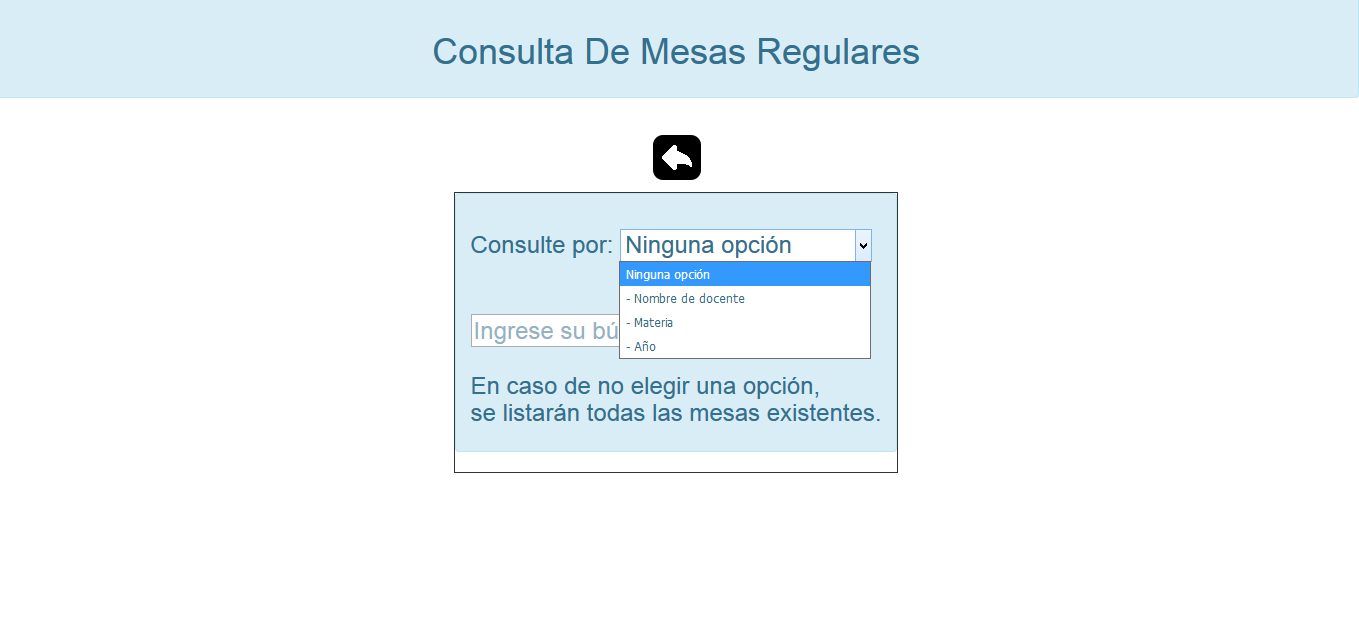 Consulta De Mesas Regulares
Consulte por: Ninguna opción
Ninguna opción
- Nombre de docente
- Materia
- Año
Ingrese su bú
En caso de no elegir una opción,
se listarán todas las mesas existentes.